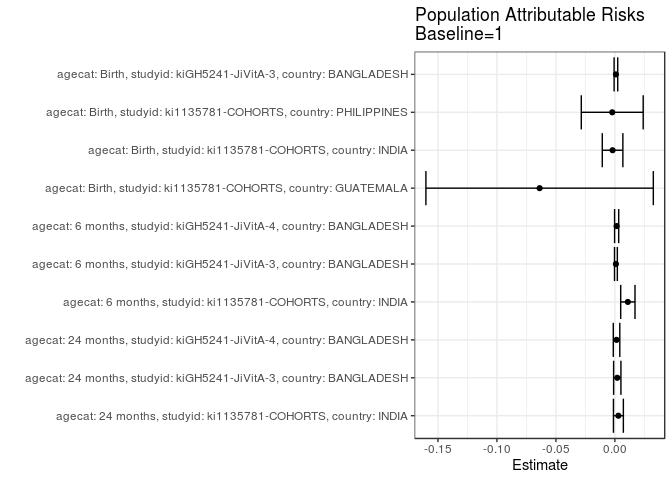 Population Attributable Risks
Baseline=1
agecat: Birth, studyid: kiGH5241-JiVitA-3, country: BANGLADESH
agecat: Birth, studyid: ki1135781-COHORTS, country: PHILIPPINES
agecat: Birth, studyid: ki1135781-COHORTS, country: INDIA
agecat: Birth, studyid: ki1135781-COHORTS, country: GUATEMALA
agecat: 6 months, studyid: kiGH5241-JiVitA-4, country: BANGLADESH
agecat: 6 months, studyid: kiGH5241-JiVitA-3, country: BANGLADESH
agecat: 6 months, studyid: ki1135781-COHORTS, country: INDIA
agecat: 24 months, studyid: kiGH5241-JiVitA-4, country: BANGLADESH
agecat: 24 months, studyid: kiGH5241-JiVitA-3, country: BANGLADESH
agecat: 24 months, studyid: ki1135781-COHORTS, country: INDIA
-0.15 -0.10 -0.05 0.00
Estimate